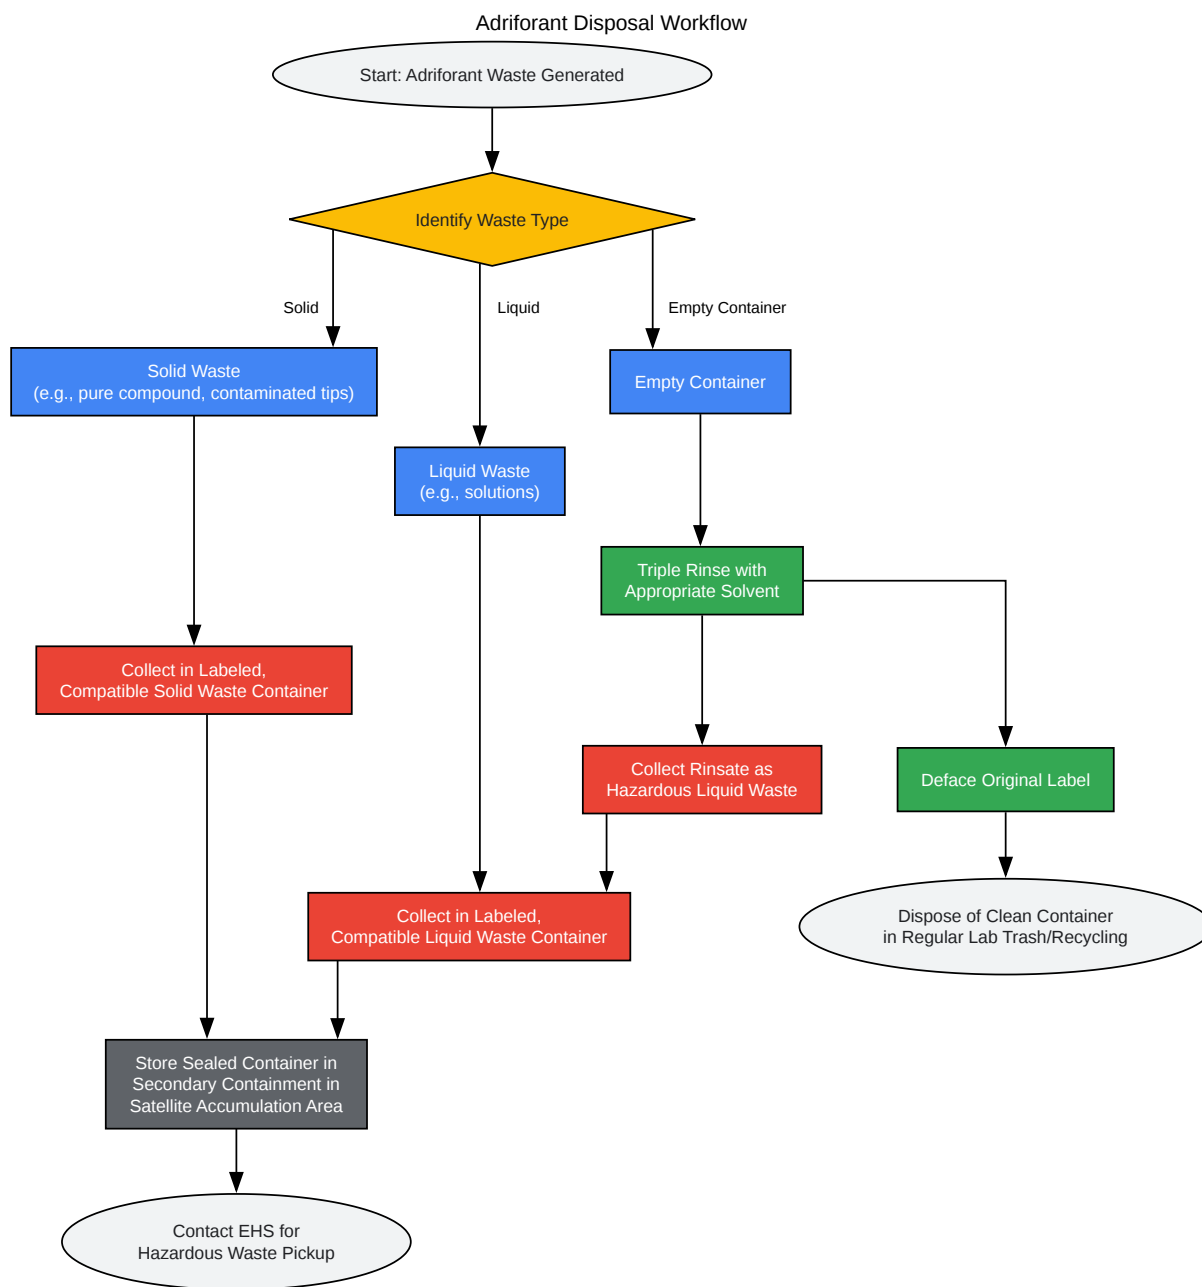 Adriforant Disposal Workflow
Start: Adriforant Waste Generated
Identify Waste Type
Solid
Liquid
Empty Container
Solid Waste
(e.g., pure compound, contaminated tips)
Empty Container
Liquid Waste
(e.g., solutions)
Triple Rinse with
Appropriate Solvent
Collect in Labeled,
Compatible Solid Waste Container
Collect Rinsate as
Hazardous Liquid Waste
Deface Original Label
Collect in Labeled,
Compatible Liquid Waste Container
Dispose of Clean Container
in Regular Lab Trash/Recycling
Store Sealed Container in
Secondary Containment in
Satellite Accumulation Area
Contact EHS for
Hazardous Waste Pickup